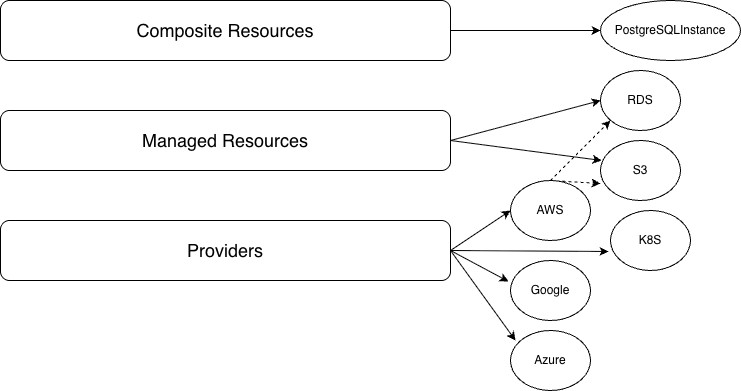 Composite Resources
PostgreSQLInstance
RDS
Managed Resources
S3
AWS
K8S
Providers
Google
Azure